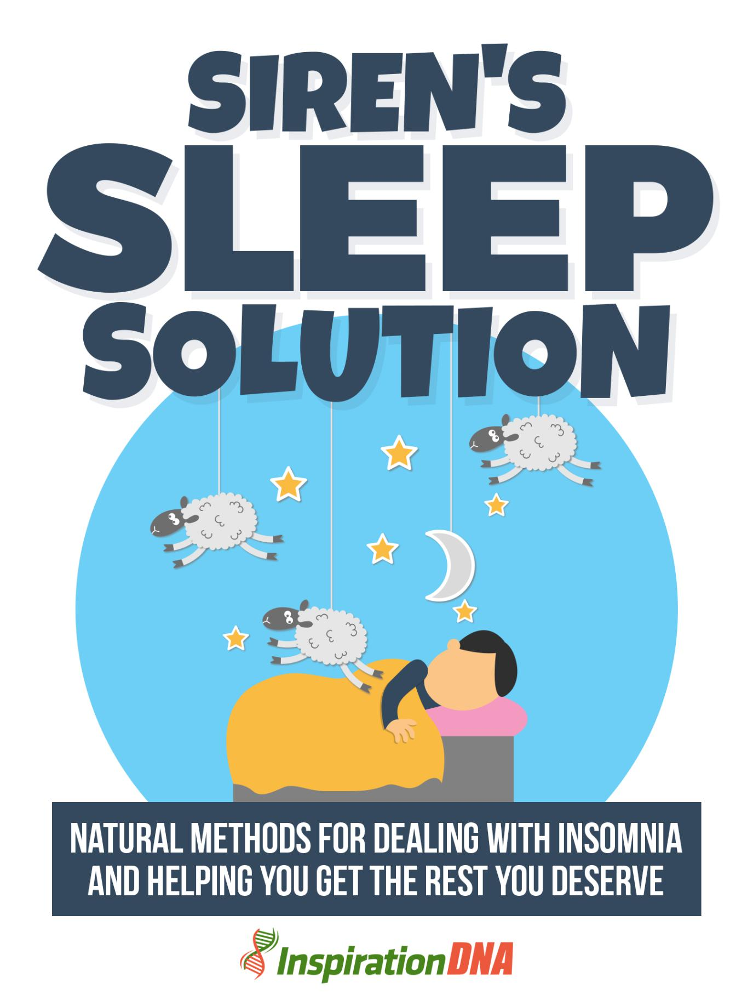 SIREN'S
SLEEP
SOLUTION
NATURAL METHODS FOR DEALING WITH INSOMNIA
AND HELPING YOU GET THE REST YOU DESERVE
InspirationDNA